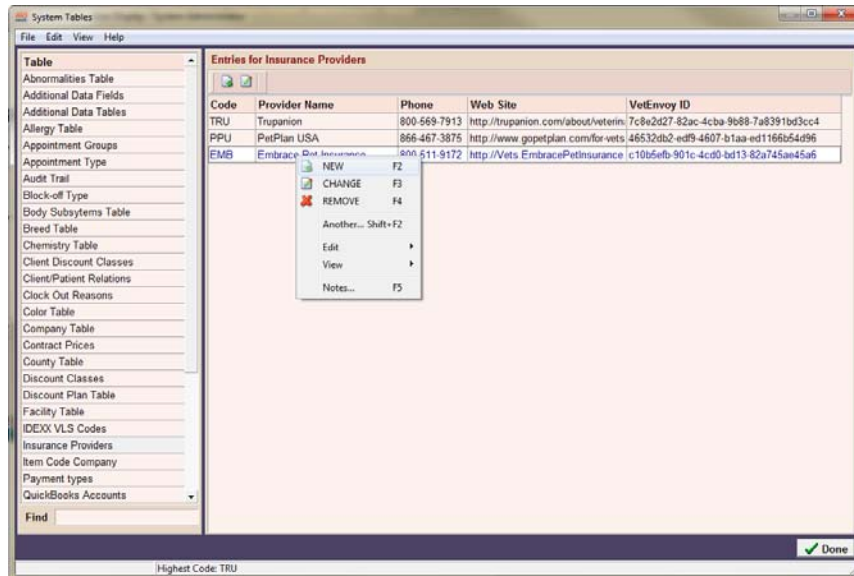 System Tables
File Edit View Help
Table
Abnormalities Table
Additional Data Fields
Additional Data Tables
Allergy Table
Appointment Groups
Appointment Type
Audit Trail
Block-off Type
Body Subsytems Table
Breed Table
Chemistry Table
Client Discount Classes
Client/Patient Relations
Clock Out Reasons
Color Table
Company Table
Contract Prices
County Table
Discount Classes
Discount Plan Table
Facility Table
IDEXX VLS Codes
Insurance Providers
Item Code Company
Payment types
QuickBooks Accounts
Find
Entries for Insurance Providers
Code Provider Name Phone Web Site VetEnvoy ID
TRU Trupanion 800-569-7913 http://trupanion.com/about/veterin 7c8e2d27-82ac-4cba-9b88-7a8391bd3cc4
PPU PetPlan USA 866-467-3875 http://www.gopetplan.com/for-vets 46532db2-edf9-4607-b1aa-ed1166b54d96
EMB Embrace Pet Insurance 800-511-9172 http://Vets.EmbracePetInsurance c10b5efb-901c-4cd0-bd13-82a745ae45a6
NEW F2
CHANGE F3
REMOVE F4
Another... Shift+F2
Edit
View
Notes... F5
Done
Highest Code: TRU